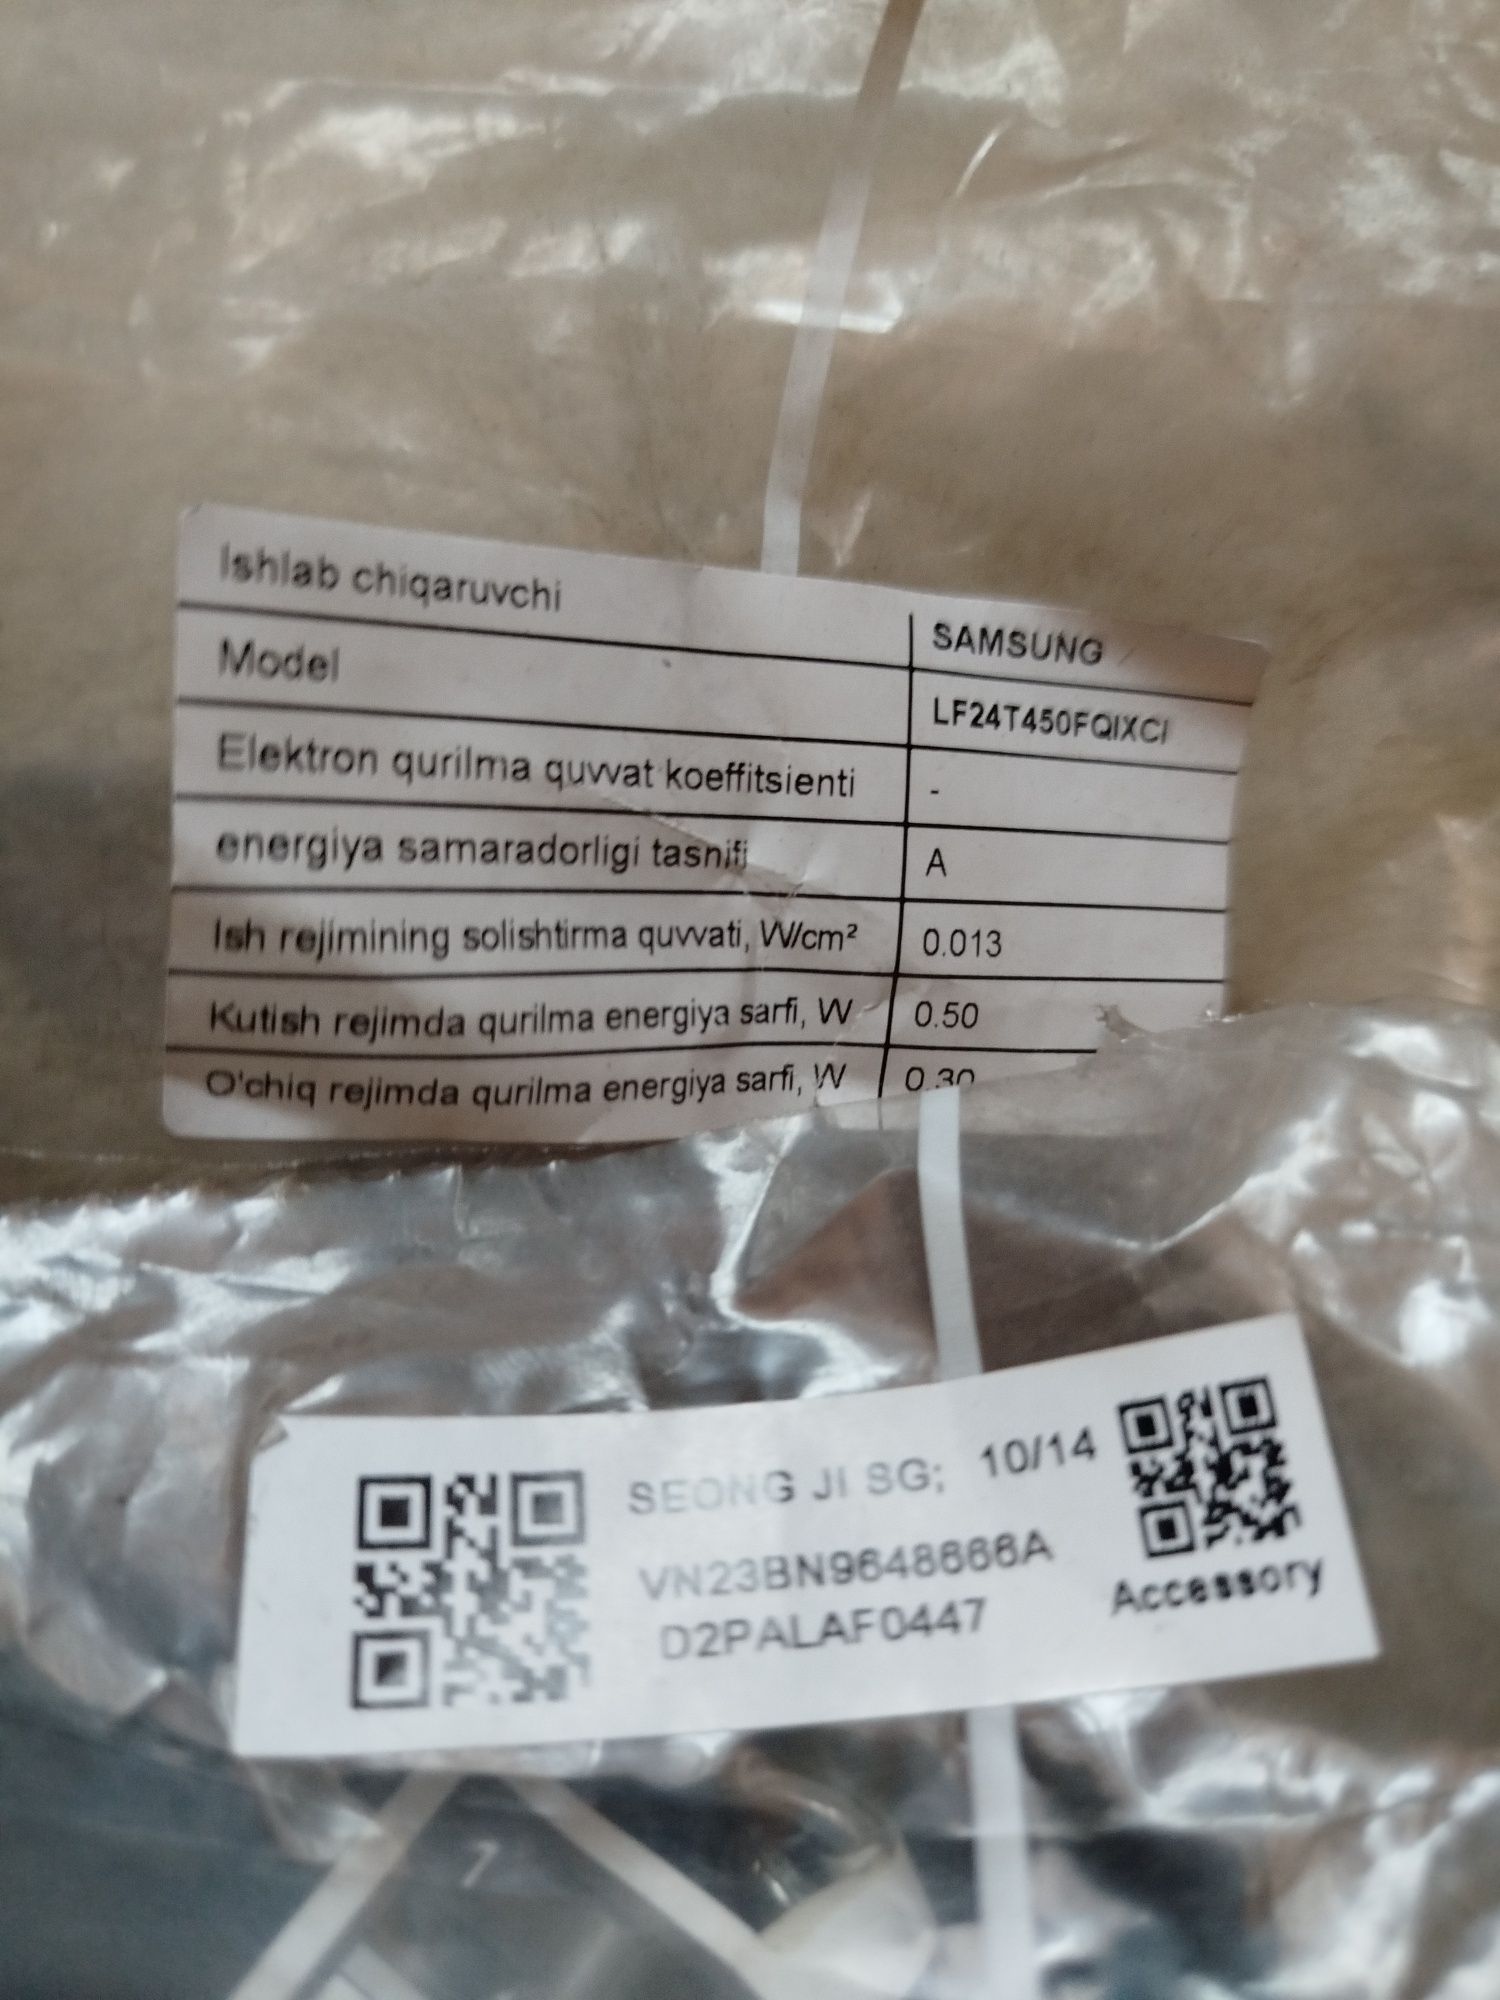 Ishlab chiqaruvchi SAMSUNG
Model LF24T450FQIXCI
Elektron qurilma quvvat koeffitsienti -
energiya samaradorligi tasnifi A
Ish rejimining solishtirma quvvati, W/cm² 0.013
Kutish rejimda qurilma energiya sarfi, W 0.50
O'chiq rejimda qurilma energiya sarfi, W 0.30
SEONG JI SG; 10/14
VN23BN9648666A
D2PALAF0447
Accessory